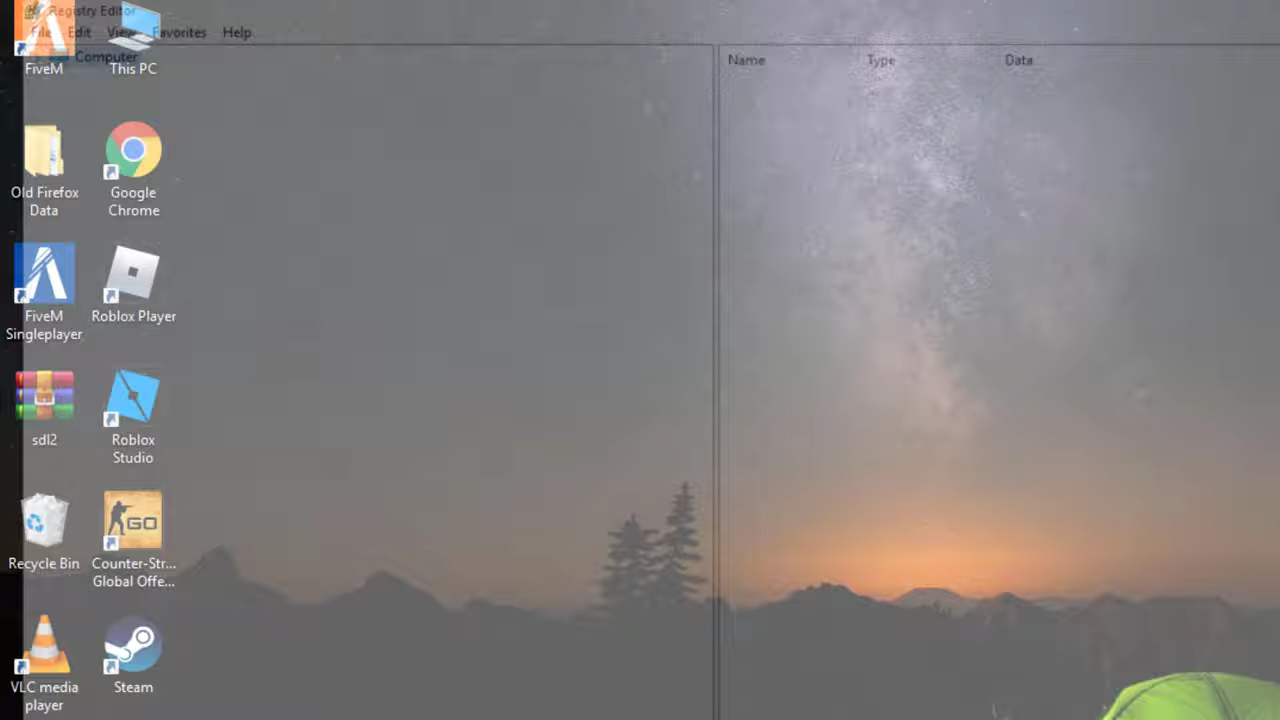 Registry Editor
File Edit View Favorites Help
Computer
Name Type Data
FiveM
This PC
Old Firefox
Data
Google
Chrome
FiveM
Singleplayer
Roblox Player
sdl2
Roblox
Studio
Recycle Bin
GO
Counter-Str...
Global Offe...
VLC media
player
Steam